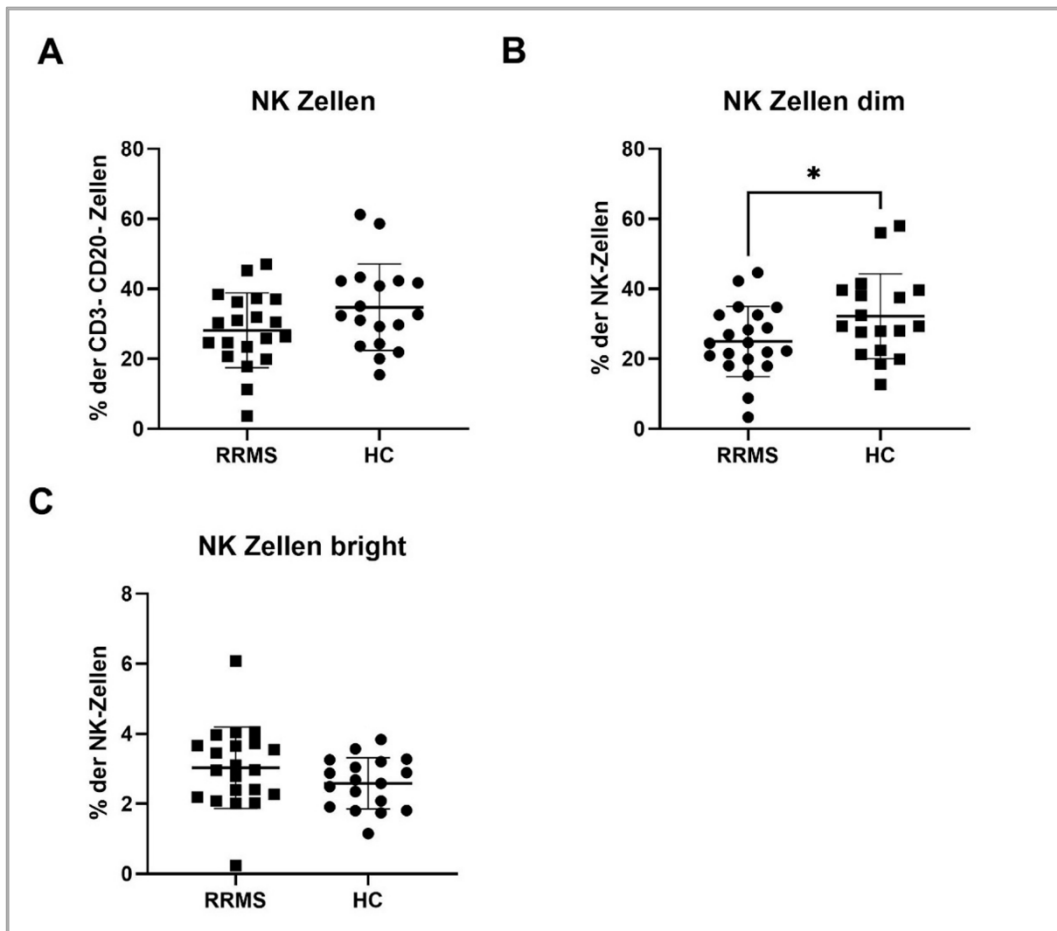 A
NK Zellen
% der CD3- CD20- Zellen
80
60
40
20
0
RRMS
HC
B
NK Zellen dim
% der NK-Zellen
80
60
40
20
0
*
RRMS
HC
C
NK Zellen bright
% der NK-Zellen
8
6
4
2
0
RRMS
HC